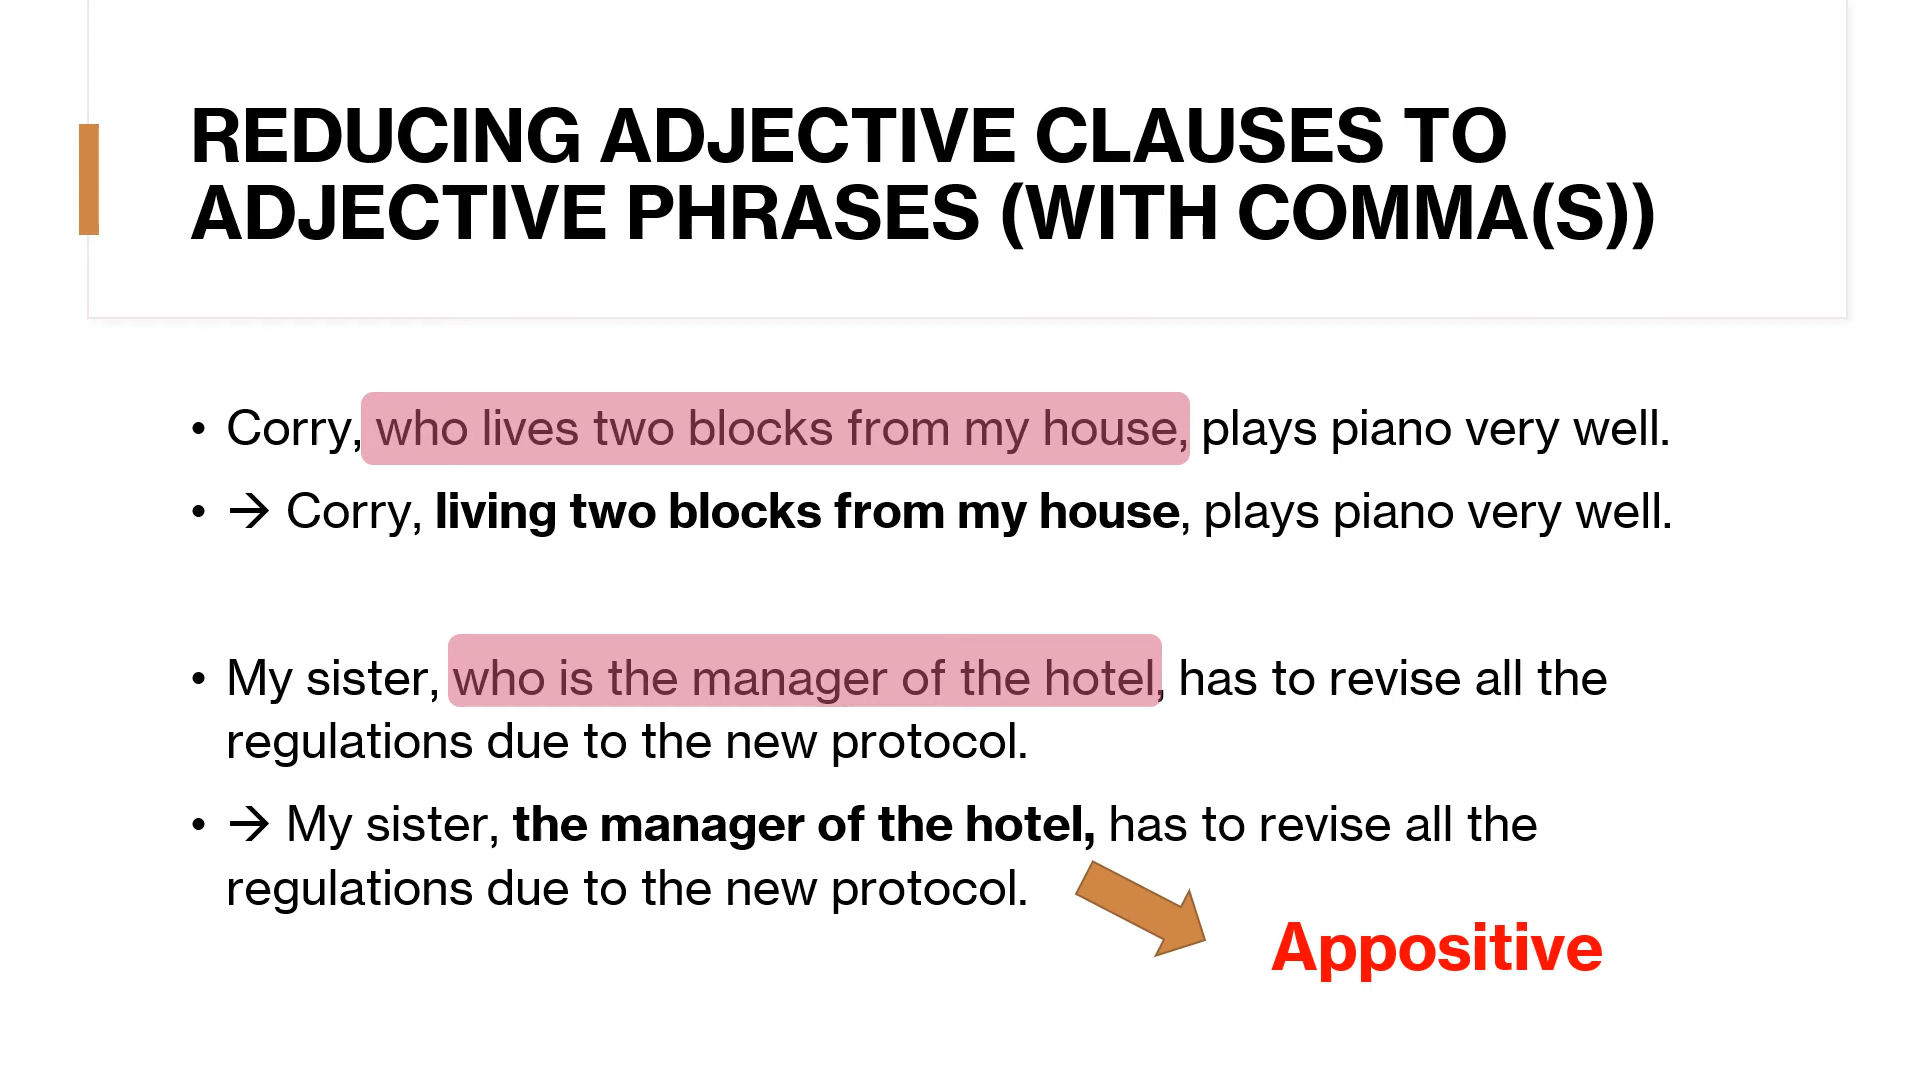 REDUCING ADJECTIVE CLAUSES TO
ADJECTIVE PHRASES (WITH COMMA(S))
• Corry, who lives two blocks from my house, plays piano very well.
• → Corry, living two blocks from my house, plays piano very well.
• My sister, who is the manager of the hotel, has to revise all the
regulations due to the new protocol.
• → My sister, the manager of the hotel, has to revise all the
regulations due to the new protocol.
Appositive